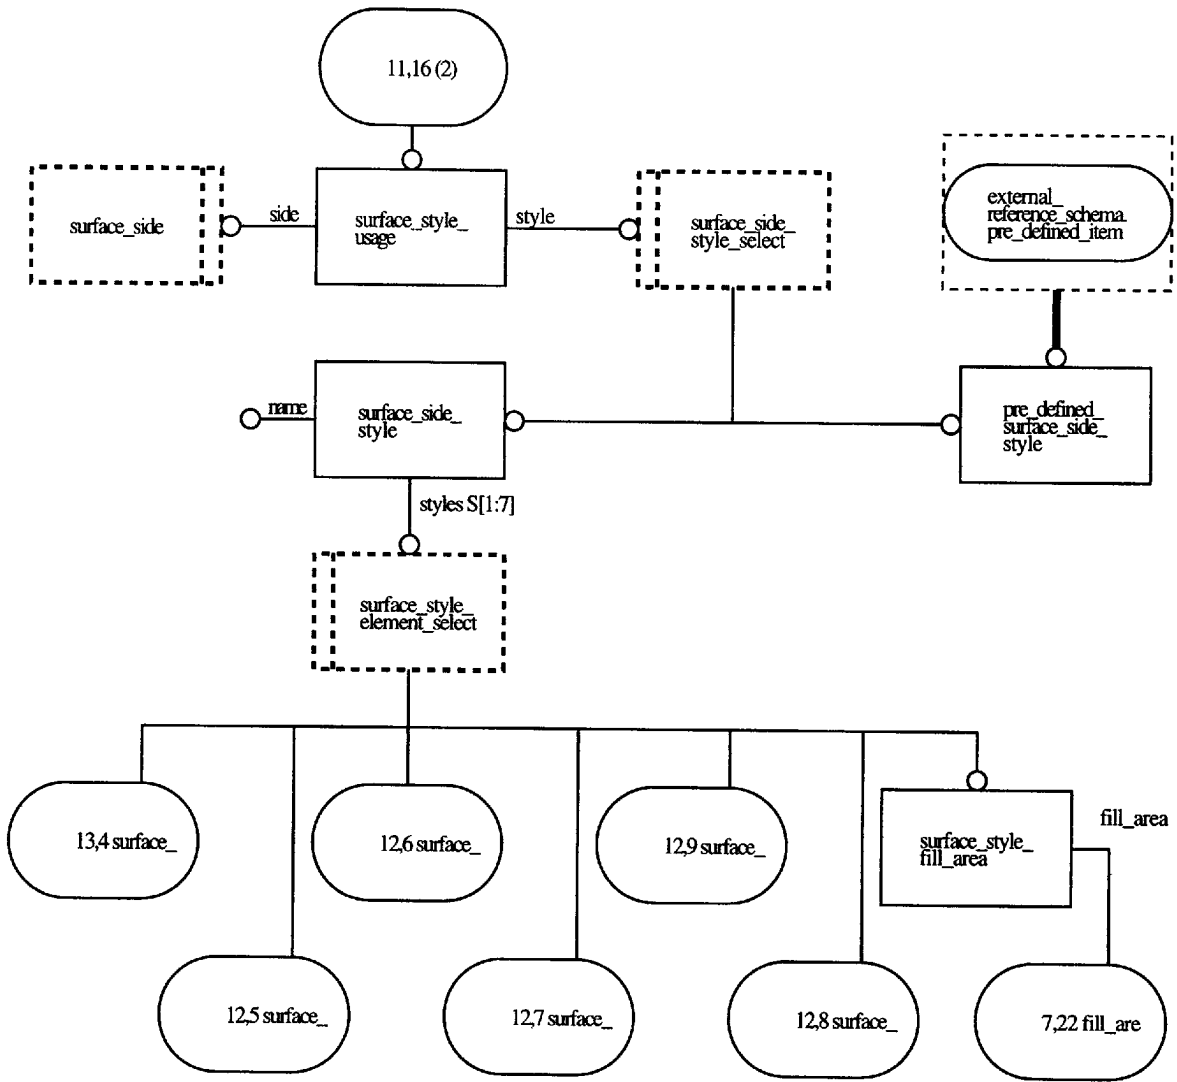 11,16 (2)
surface_side
side
surface_style_
usage
style
surface_side_
style_select
external_
reference_schema.
pre_defined_item
name
surface_side_
style
pre_defined_
surface_side_
style
styles S[1:7]
surface_style_
element_select
13,4 surface_
12,6 surface_
12,9 surface_
surface_style_
fill_area
fill_area
12,5 surface_
12,7 surface_
12,8 surface_
7,22 fill_are